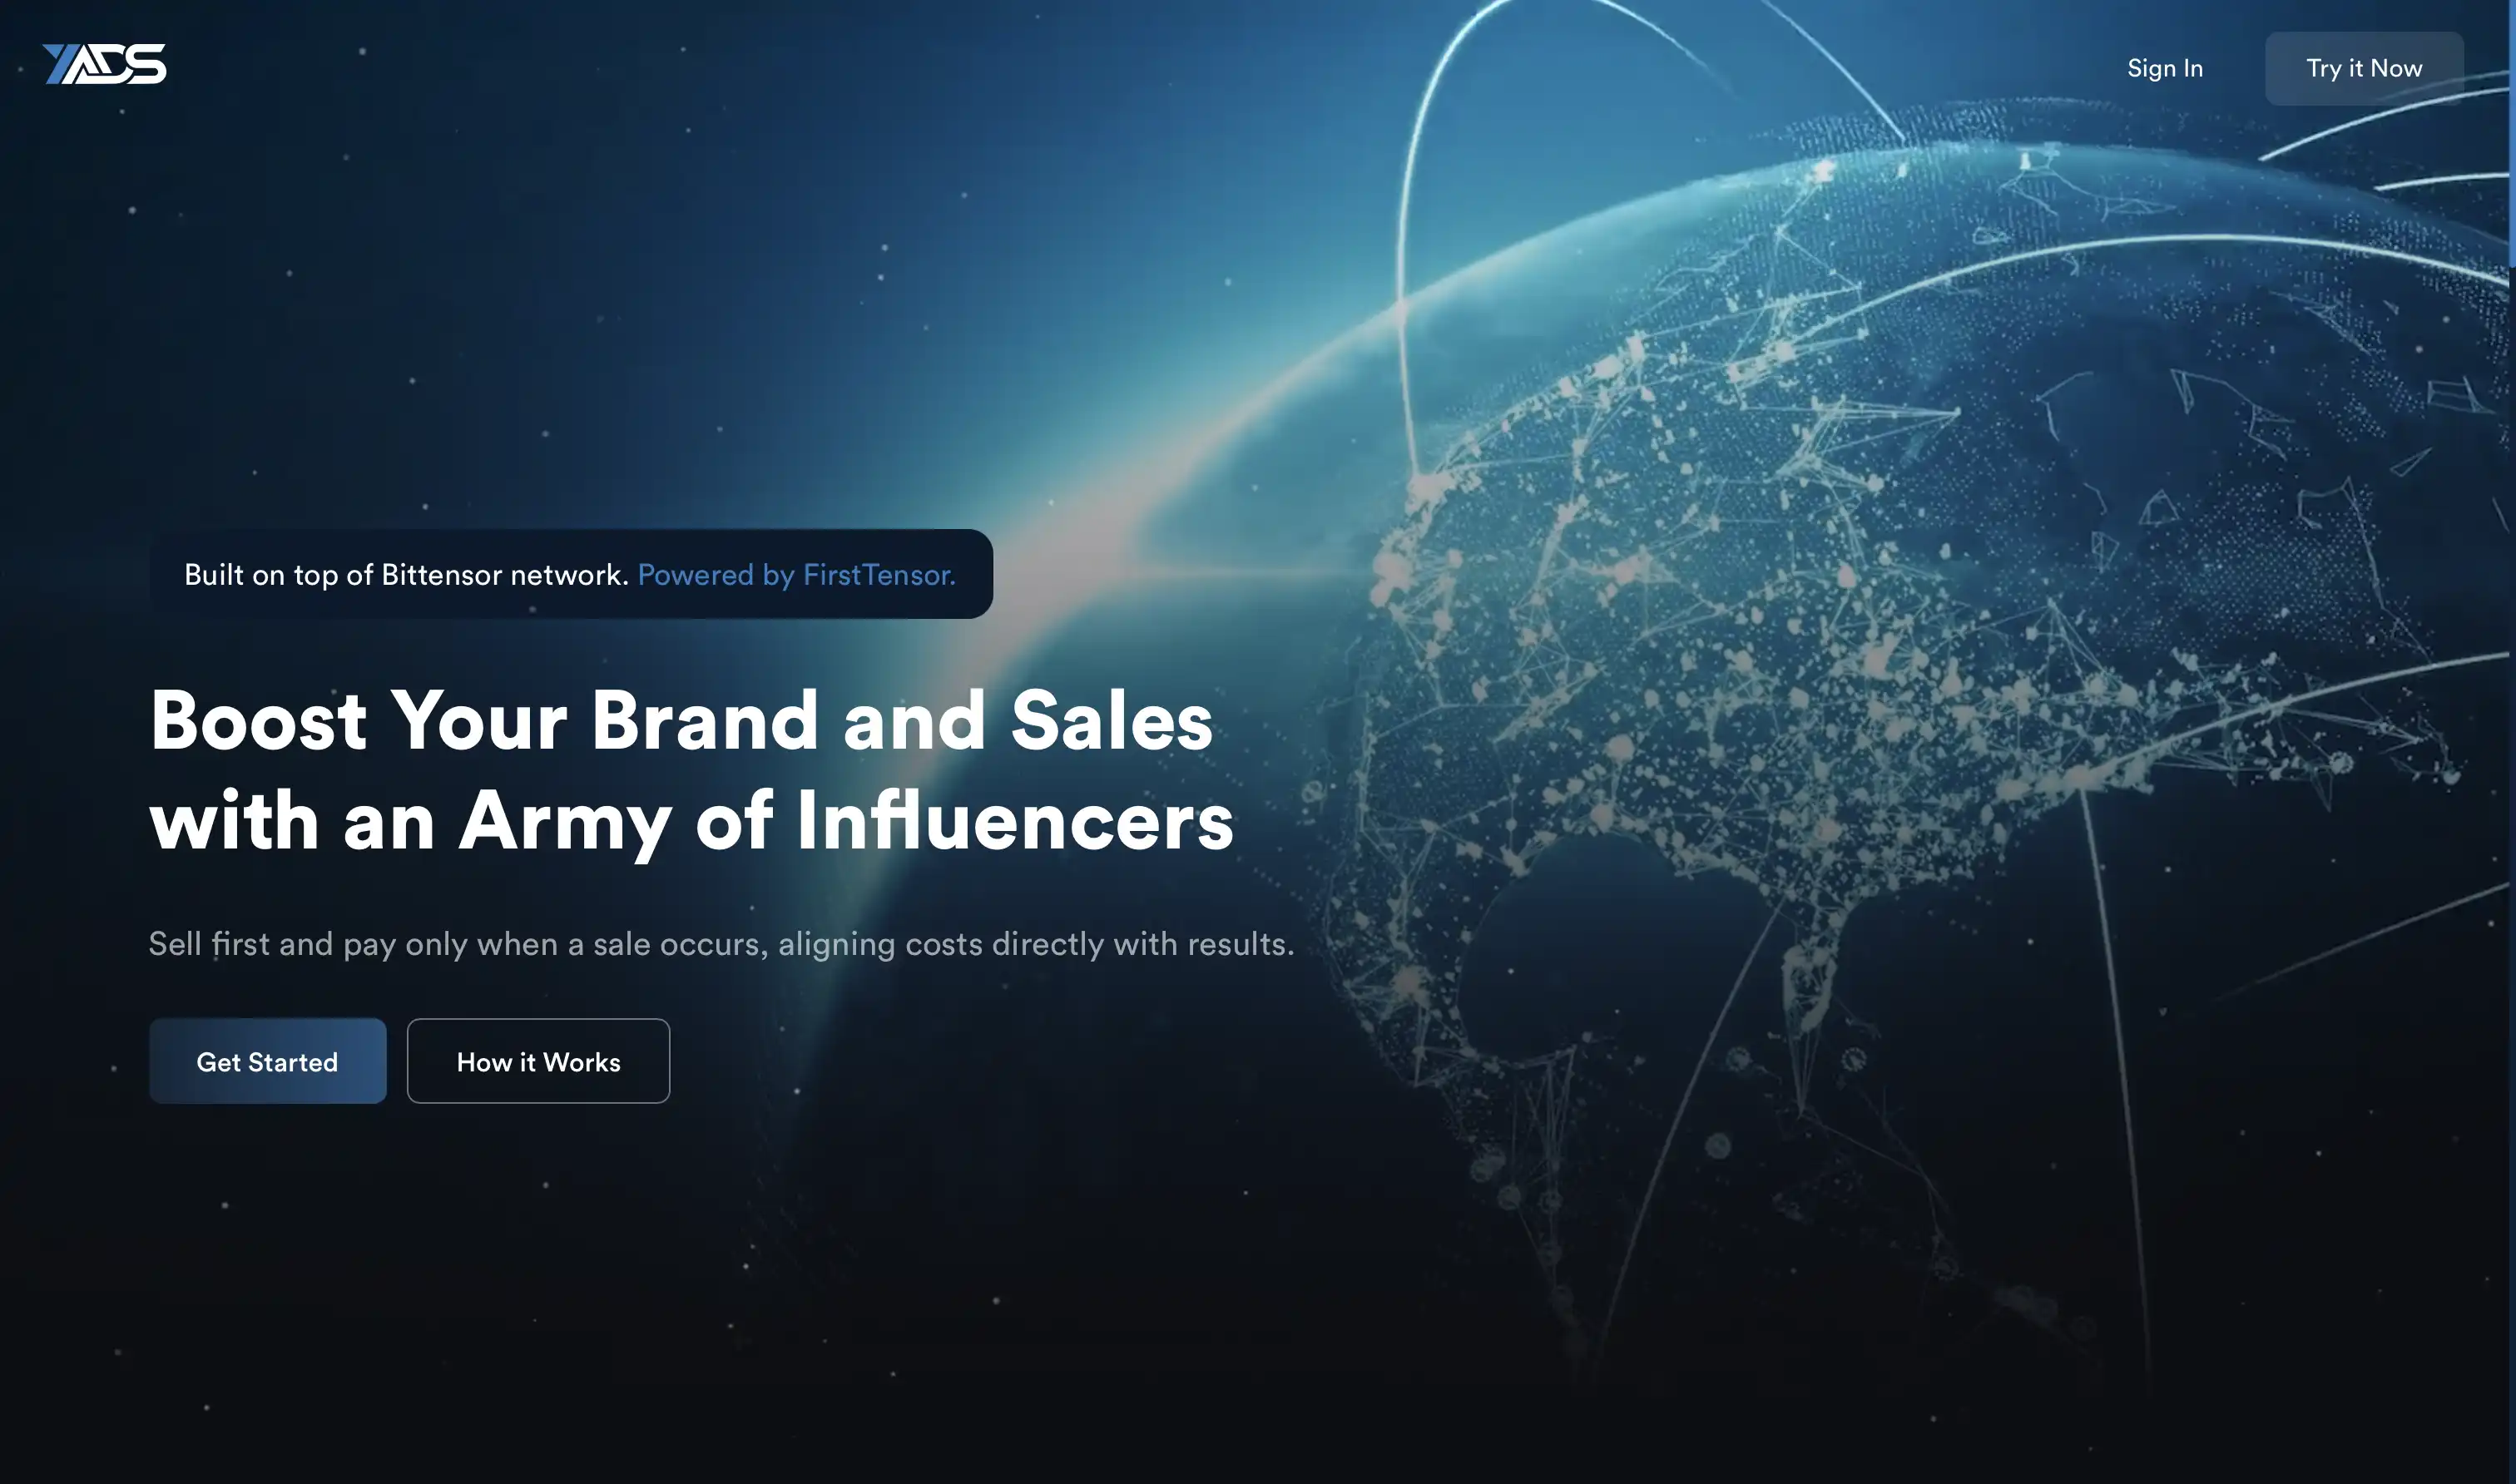 YADS
Sign In
Try it Now
Built on top of Bittensor network. Powered by FirstTensor.
Boost Your Brand and Sales
with an Army of Influencers
Sell first and pay only when a sale occurs, aligning costs directly with results.
Get Started
How it Works